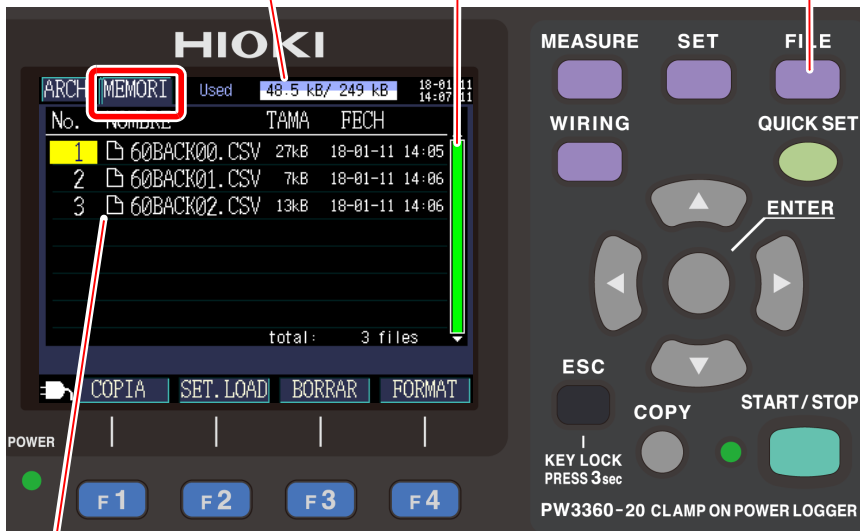 HIOKI
ARCH MEMORI Used 48.5 kB/ 249 kB 18-01-11
14:07:11
No. NOMBRE TAMA FECH
1 60BACK00.CSV 27kB 18-01-11 14:05
2 60BACK01.CSV 7kB 18-01-11 14:06
3 60BACK02.CSV 13kB 18-01-11 14:06
total: 3 files
COPIA SET.LOAD BORRAR FORMAT
POWER
F1 F2 F3 F4
MEASURE SET FILE
WIRING QUICK SET
ENTER
ESC
COPY START/STOP
KEY LOCK
PRESS 3sec
PW3360-20 CLAMP ON POWER LOGGER